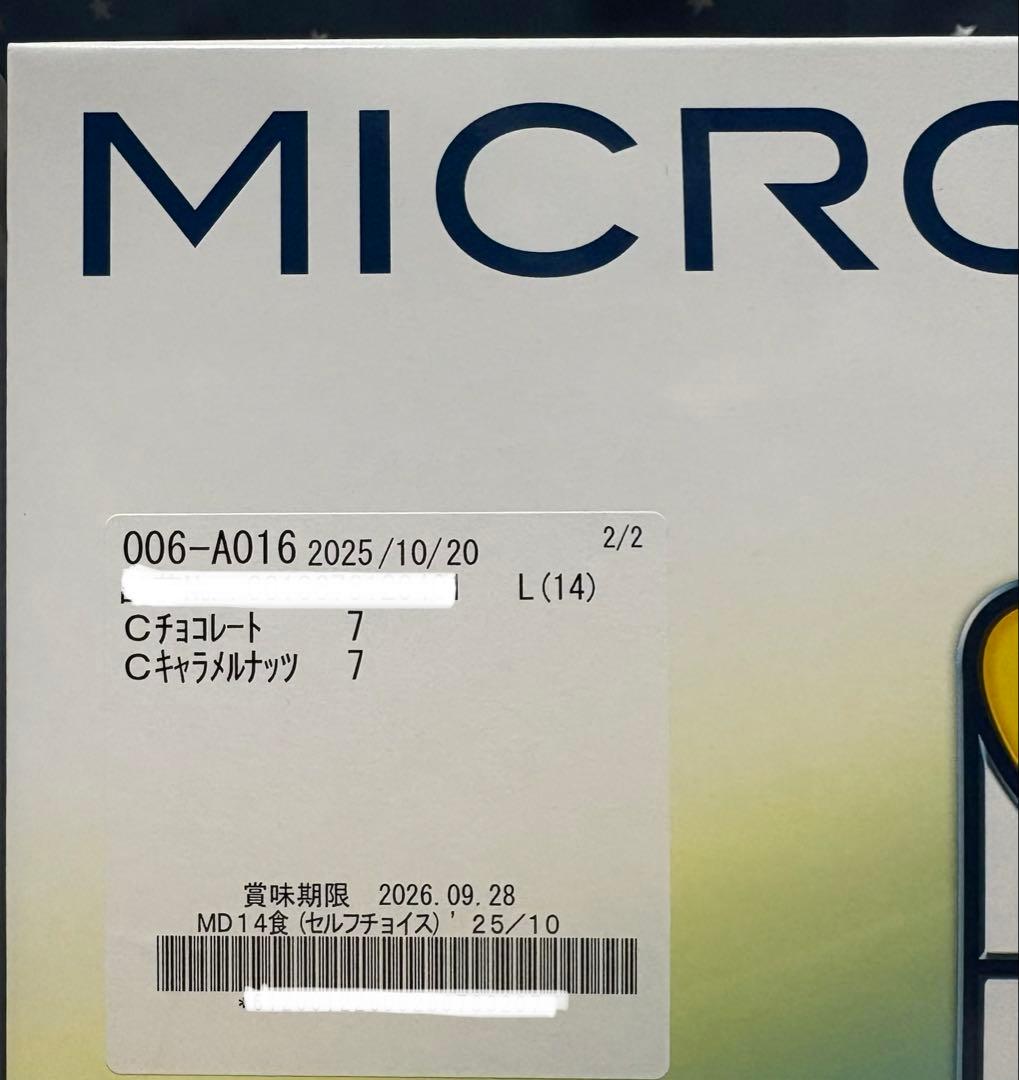 MICRO
006-A016 2025/10/20 2/2
L(14)
Cチョコレート 7
Cキャラメルナッツ 7
賞味期限 2026.09.28
MD14食(セルフチョイス)'25/10